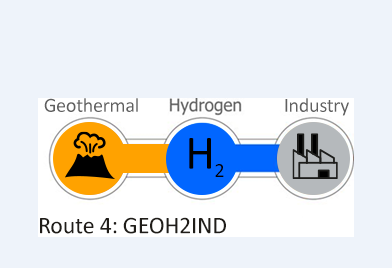 Geothermal Hydrogen Industry
H2
Route 4: GEOH2IND